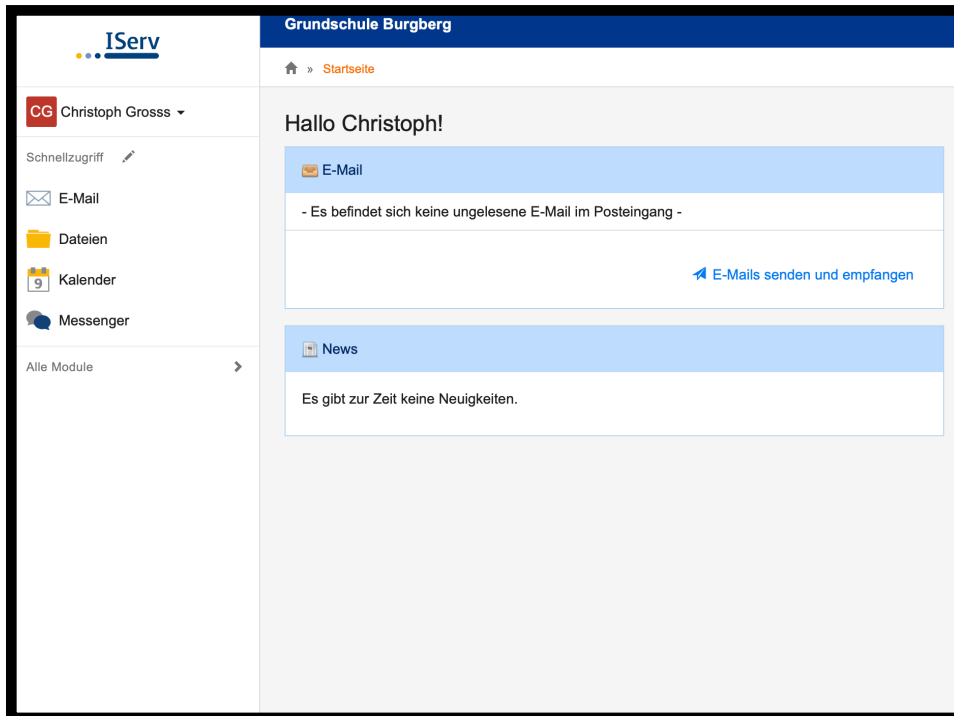 IServ
Grundschule Burgberg
» Startseite
CG Christoph Grosss
Hallo Christoph!
Schnellzugriff
E-Mail
Dateien
9 Kalender
Messenger
Alle Module
E-Mail
- Es befindet sich keine ungelesene E-Mail im Posteingang -
E-Mails senden und empfangen
News
Es gibt zur Zeit keine Neuigkeiten.